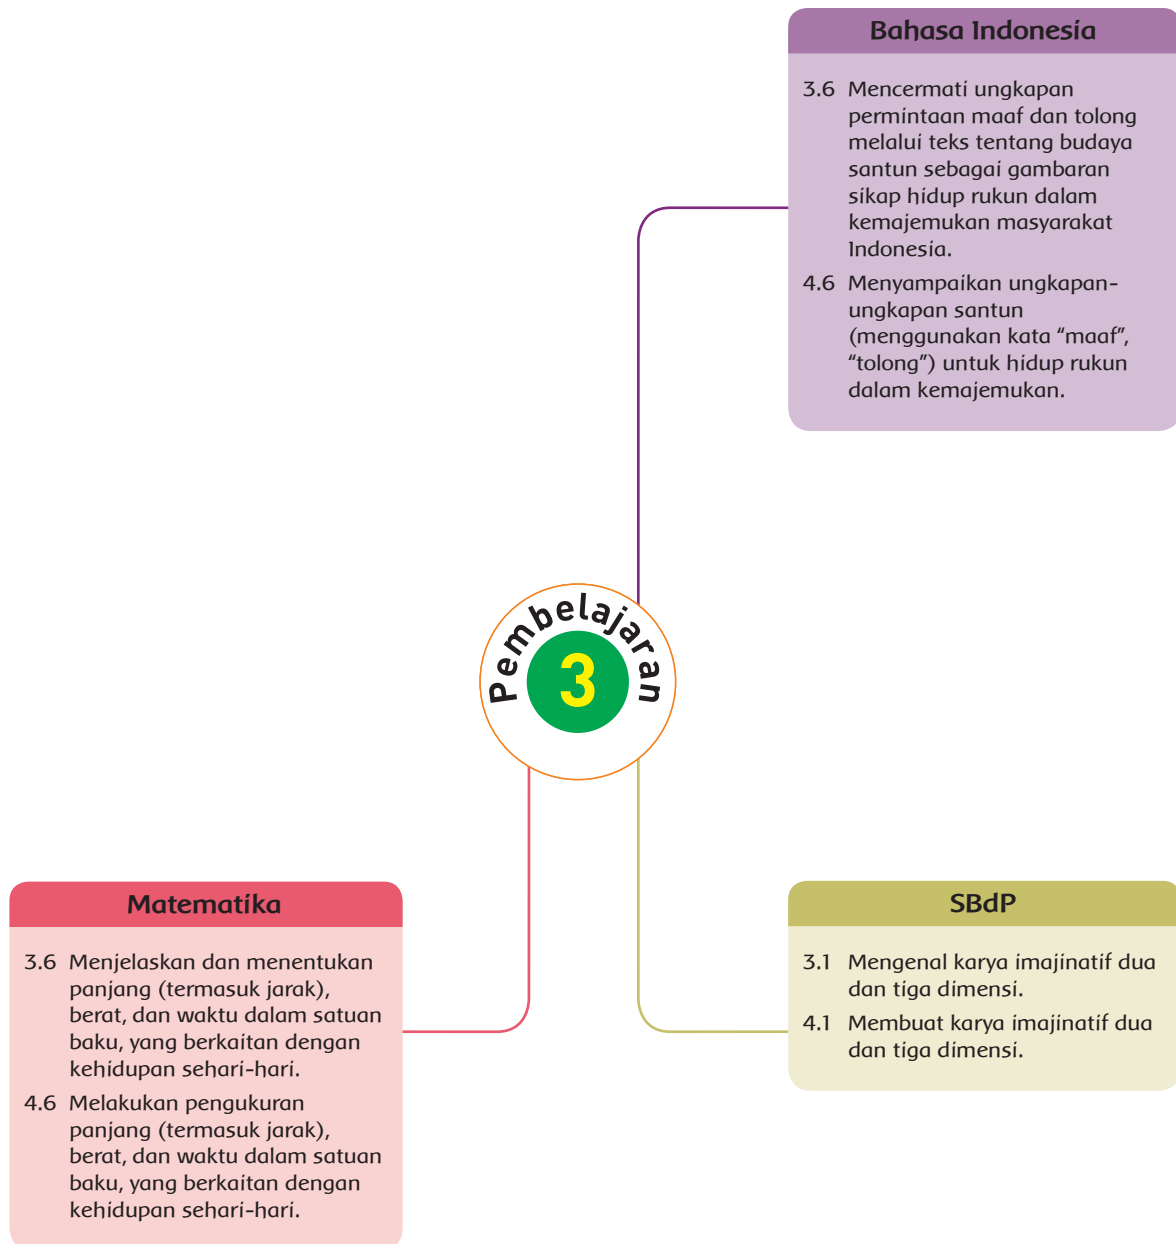 Bahasa Indonesia
3.6 Mencermati ungkapan
permintaan maaf dan tolong
melalui teks tentang budaya
santun sebagai gambaran
sikap hidup rukun dalam
kemajemukan masyarakat
Indonesia.
4.6 Menyampaikan ungkapan-
ungkapan santun
(menggunakan kata “maaf”,
“tolong”) untuk hidup rukun
dalam kemajemukan.
Pembelajaran
3
Matematika
3.6 Menjelaskan dan menentukan
panjang (termasuk jarak),
berat, dan waktu dalam satuan
baku, yang berkaitan dengan
kehidupan sehari-hari.
4.6 Melakukan pengukuran
panjang (termasuk jarak),
berat, dan waktu dalam satuan
baku, yang berkaitan dengan
kehidupan sehari-hari.
SBdP
3.1 Mengenal karya imajinatif dua
dan tiga dimensi.
4.1 Membuat karya imajinatif dua
dan tiga dimensi.